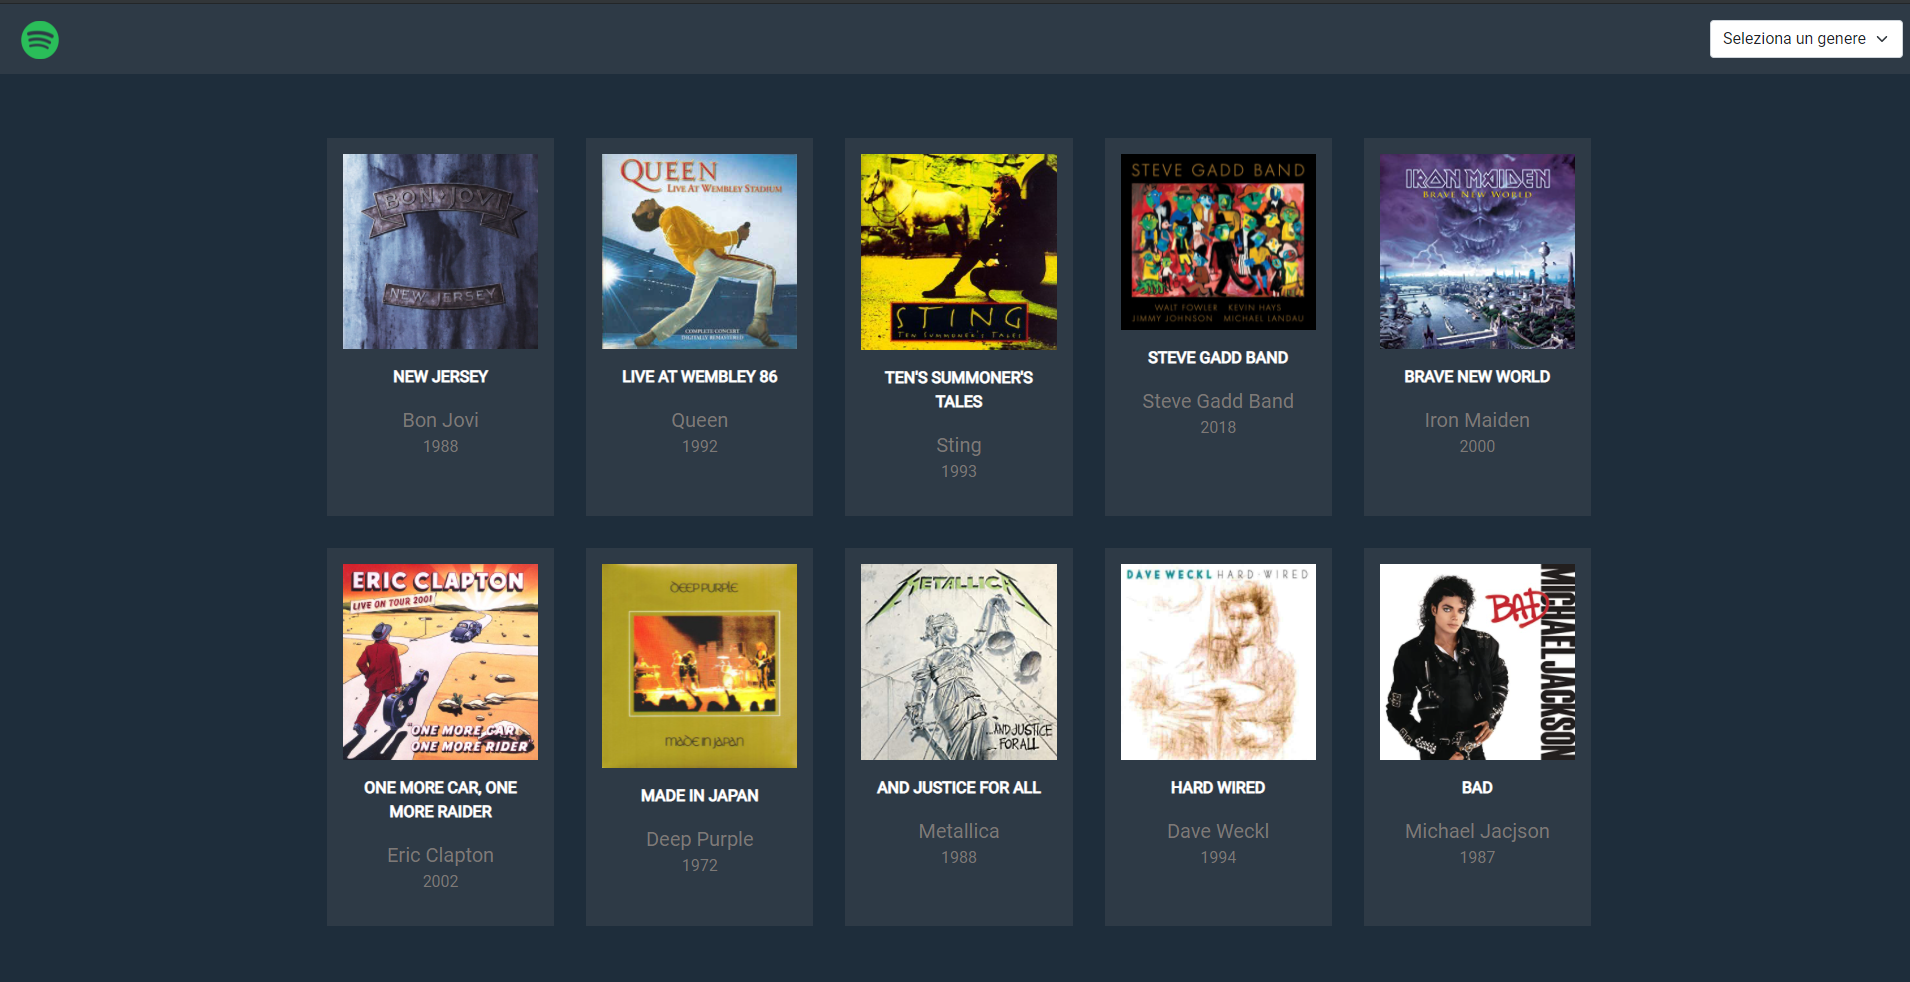 Seleziona un genere
BON JOVI
NEW JERSEY
QUEEN
LIVE AT WEMBLEY STADIUM
COMPLETE CONCERT
DIGITALLY REMASTERED
STING
TEN SUMMONER'S TALES
STEVE GADD BAND
WALT FOWLER KEVIN HAYS
JIMMY JOHNSON MICHAEL LANDAU
IRON MAIDEN
BRAVE NEW WORLD
NEW JERSEY
Bon Jovi
1988
LIVE AT WEMBLEY 86
Queen
1992
TEN'S SUMMONER'S
TALES
Sting
1993
STEVE GADD BAND
Steve Gadd Band
2018
BRAVE NEW WORLD
Iron Maiden
2000
ERIC CLAPTON
LIVE ON TOUR 2001
ONE MORE CAR
ONE MORE RIDER
DEEP PURPLE
MADE IN JAPAN
METALLICA
...AND JUSTICE
FOR ALL
DAVE WECKL HARD-WIRED
BAD
MICHAEL JACKSON
ONE MORE CAR, ONE
MORE RAIDER
Eric Clapton
2002
MADE IN JAPAN
Deep Purple
1972
AND JUSTICE FOR ALL
Metallica
1988
HARD WIRED
Dave Weckl
1994
BAD
Michael Jacjson
1987